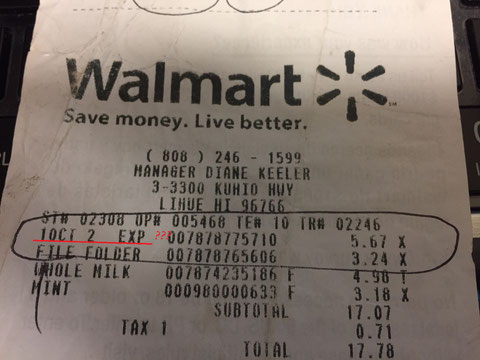 Walmart
Save money. Live better.
( 808 ) 246 - 1599
MANAGER DIANE KEELER
3-3300 KUHIO HWY
LIHUE HI 96766
ST# 02308 OP# 005468 TE# 10 TR# 02246
10CT 2 EXP ??? 007878775710 5.67 X
FILE FOLDER 007878765606 3.24 X
WHOLE MILK 007874235186 F 4.98 T
MINT 000980000633 F 3.18 X
SUBTOTAL 17.07
TAX 1 0.71
TOTAL 17.78